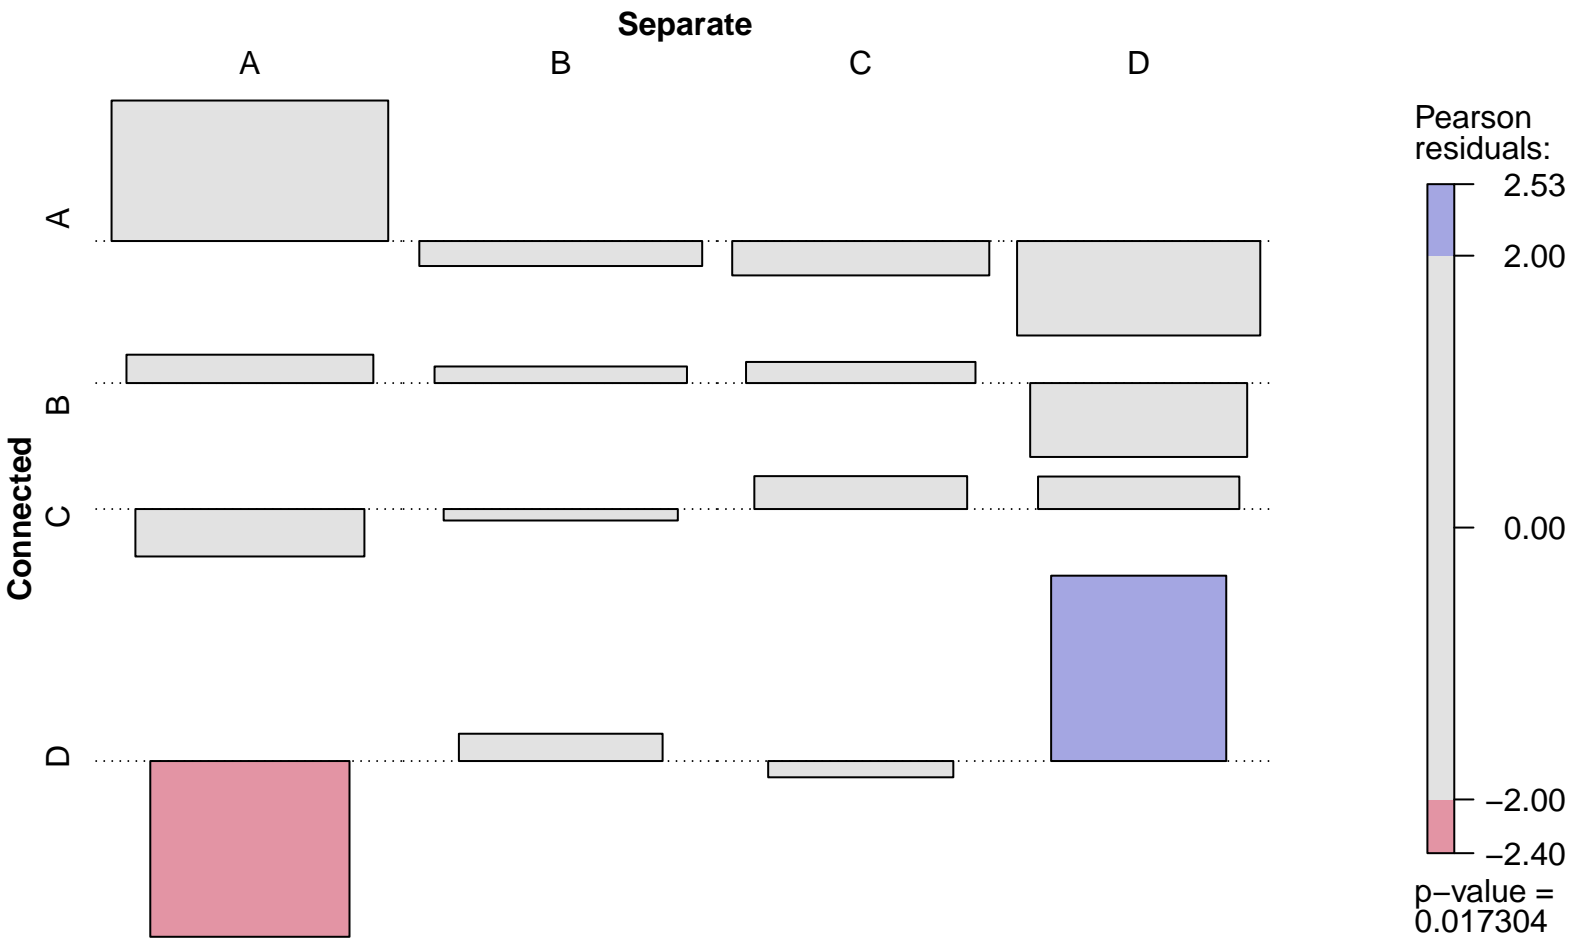 Separate
A B C D
Connected
A
B
C
D
Pearson
residuals:
2.53
2.00
0.00
−2.00
−2.40
p−value =
0.017304